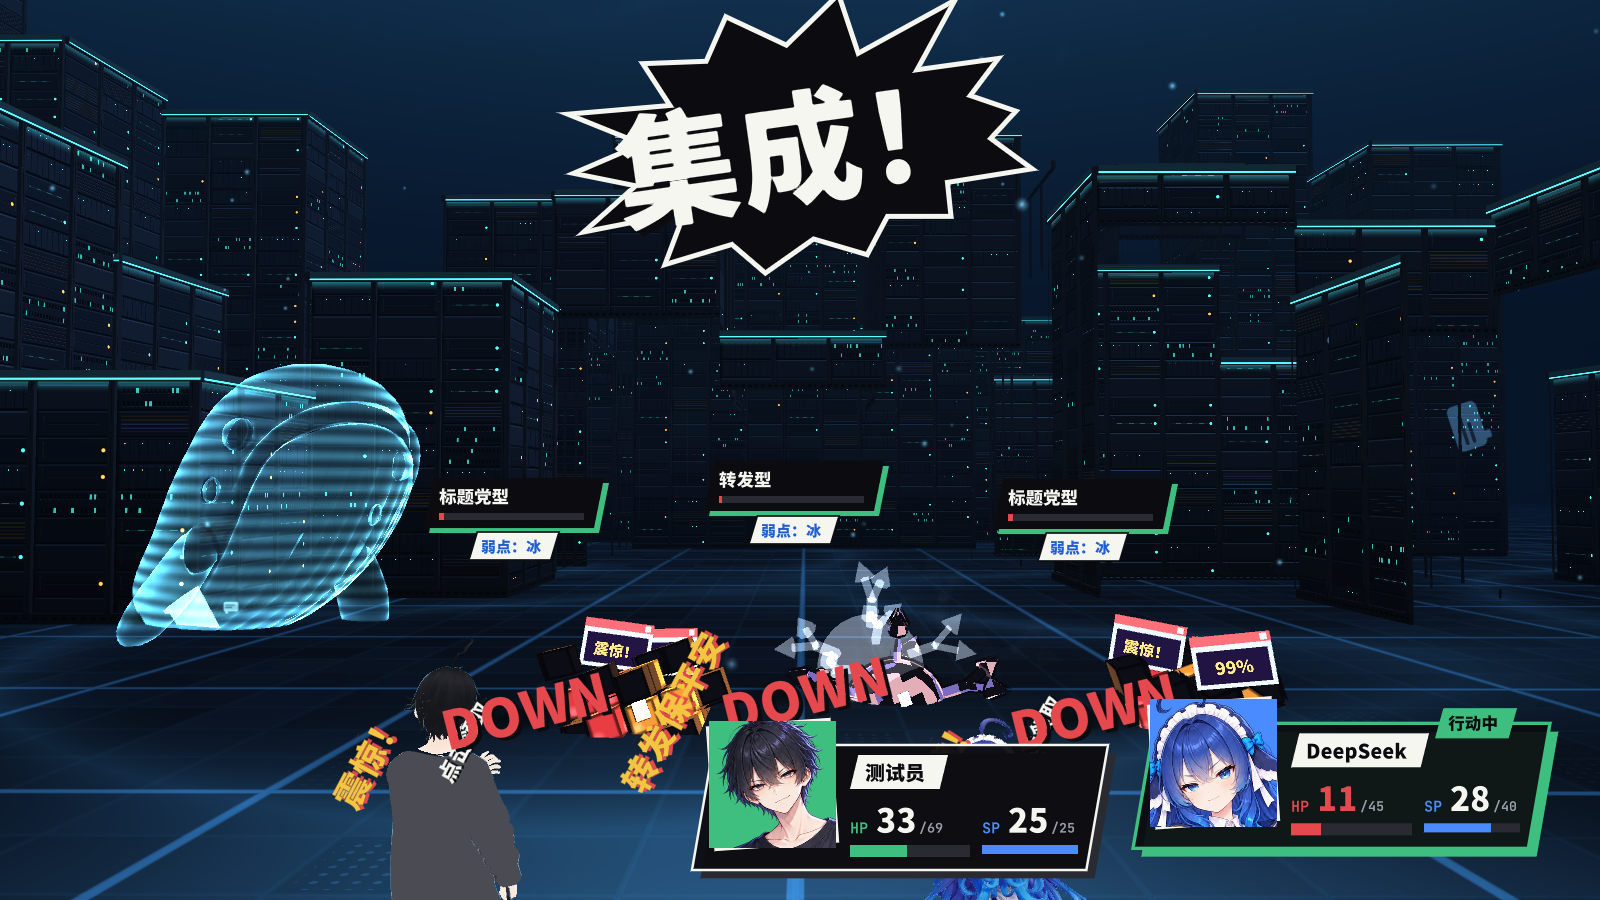 集成！
标题党型
弱点：冰
转发型
弱点：冰
标题党型
弱点：冰
震惊！
震惊！
99%
DOWN
DOWN
DOWN
震惊！
转发保平安
测试员
HP 33/69
SP 25/25
行动中
DeepSeek
HP 11/45
SP 28/40